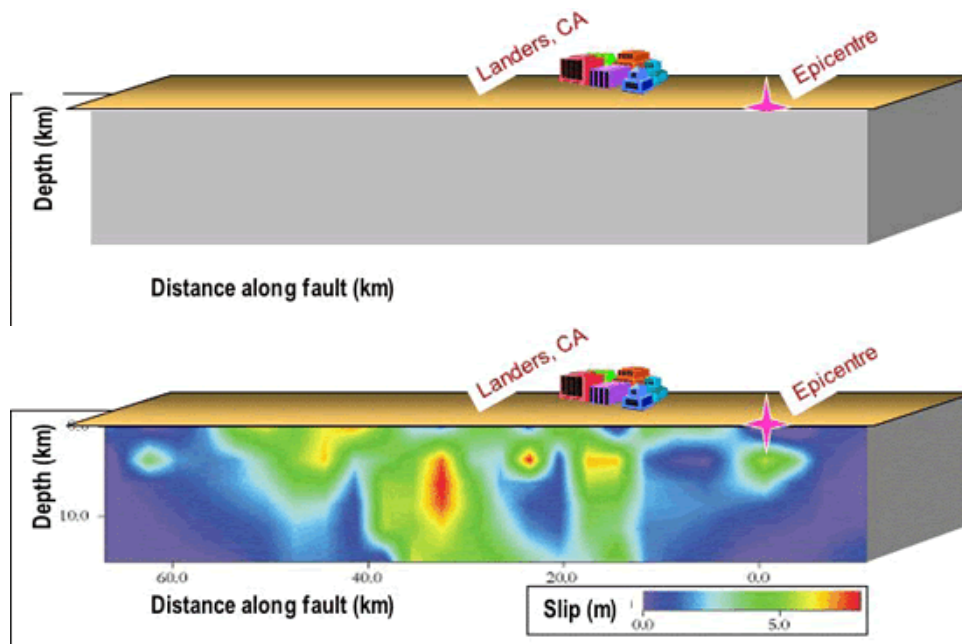 Landers, CA
Epicentre
Depth (km)
Distance along fault (km)
Landers, CA
Epicentre
Depth (km)
10.0
60.0 40.0 20.0 0.0
Distance along fault (km)
Slip (m)
0.0 5.0